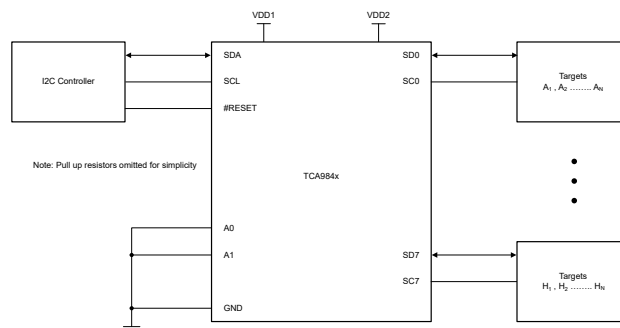 VDD1
VDD2
I2C Controller
SDA
SCL
#RESET
SD0
SC0
Targets
A1 , A2 ........ AN
Note: Pull up resistors omitted for simplicity
TCA984x
A0
A1
GND
SD7
SC7
Targets
H1 , H2 ........ HN